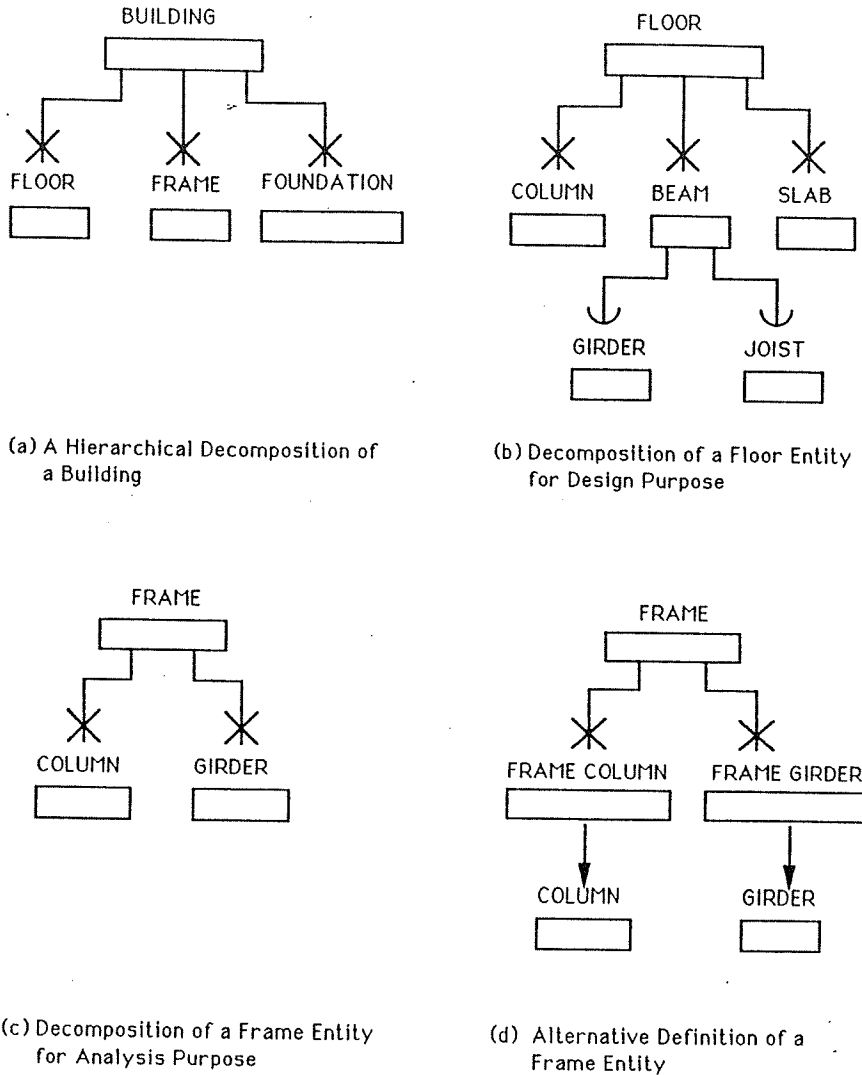 BUILDING
FLOOR FRAME FOUNDATION
(a) A Hierarchical Decomposition of
a Building
FLOOR
COLUMN BEAM SLAB
GIRDER JOIST
(b) Decomposition of a Floor Entity
for Design Purpose
FRAME
COLUMN GIRDER
(c) Decomposition of a Frame Entity
for Analysis Purpose
FRAME
FRAME COLUMN FRAME GIRDER
COLUMN GIRDER
(d) Alternative Definition of a
Frame Entity